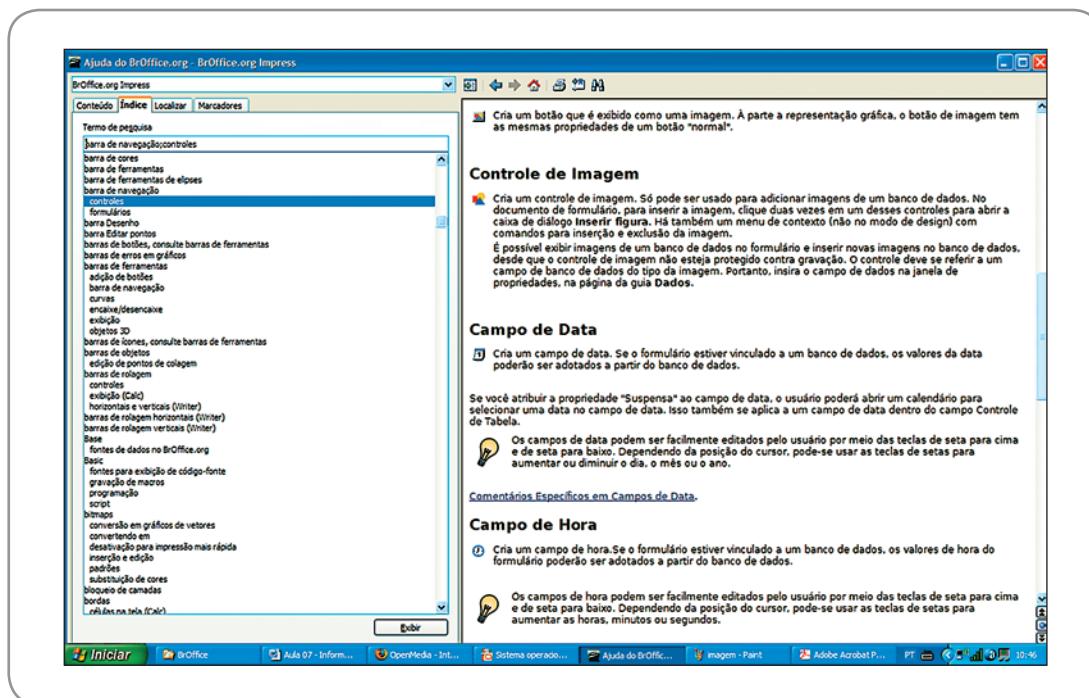 Ajuda do BrOffice.org - BrOffice.org Impress
BrOffice.org Impress
Conteúdo Índice Localizar Marcadores
Termo de pesquisa
barra de navegação;controles
barra de cores
barra de ferramentas
barra de ferramentas de elipses
barra de navegação
controles
formulários
barra Desenho
barra Editar pontos
barras de botões, consulte barras de ferramentas
barras de erros em gráficos
barras de ferramentas
adição de botões
barra de navegação
curvas
encaixe/desencaixe
exibição
objetos 3D
barras de ícones, consulte barras de ferramentas
barras de objetos
edição de pontos de colagem
barras de rolagem
controles
exibição (Calc)
horizontais e verticais (Writer)
barras de rolagem horizontais (Writer)
barras de rolagem verticais (Writer)
Base
fontes de dados no BrOffice.org
Basic
fontes para exibição de código-fonte
gravação de macros
programação
script
bitmaps
conversão em gráficos de vetores
convertendo em
desativação para impressão mais rápida
inserção e edição
padrões
substituição de cores
bloqueio de camadas
bordas
células na tela (Calc)
Exibir
Cria um botão que é exibido como uma imagem. À parte a representação gráfica, o botão de imagem tem
as mesmas propriedades de um botão "normal".
Controle de Imagem
Cria um controle de imagem. Só pode ser usado para adicionar imagens de um banco de dados. No
documento de formulário, para inserir a imagem, clique duas vezes em um desses controles para abrir a
caixa de diálogo Inserir figura. Há também um menu de contexto (não no modo de design) com
comandos para inserção e exclusão da imagem.
É possível exibir imagens de um banco de dados no formulário e inserir novas imagens no banco de dados,
desde que o controle de imagem não esteja protegido contra gravação. O controle deve se referir a um
campo de banco de dados do tipo da imagem. Portanto, insira o campo de dados na janela de
propriedades, na página da guia Dados.
Campo de Data
Cria um campo de data. Se o formulário estiver vinculado a um banco de dados, os valores da data
poderão ser adotados a partir do banco de dados.
Se você atribuir a propriedade "Suspensa" ao campo de data, o usuário poderá abrir um calendário para
selecionar uma data no campo de data. Isso também se aplica a um campo de data dentro do campo Controle
de Tabela.
Os campos de data podem ser facilmente editados pelo usuário por meio das teclas de seta para cima
e de seta para baixo. Dependendo da posição do cursor, pode-se usar as teclas de setas para
aumentar ou diminuir o dia, o mês ou o ano.
Comentários Específicos em Campos de Data.
Campo de Hora
Cria um campo de hora.Se o formulário estiver vinculado a um banco de dados, os valores de hora do
formulário poderão ser adotados a partir do banco de dados.
Os campos de hora podem ser facilmente editados pelo usuário por meio das teclas de seta para cima
e de seta para baixo. Dependendo da posição do cursor, pode-se usar as teclas de setas para
aumentar as horas, minutos ou segundos.
Iniciar BrOffice Aula 07 - Inform... OpenMedia - Int... Sistema operado... Ajuda do BrOffic... imagem - Paint Adobe Acrobat P... PT 10:46